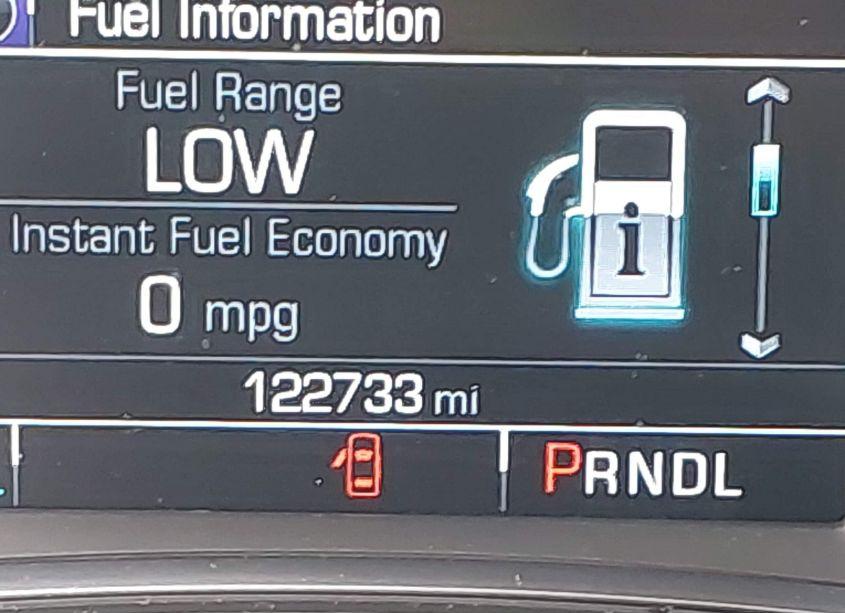 Fuel Information
Fuel Range
LOW
Instant Fuel Economy
0 mpg
i
122733 mi
PRNDL